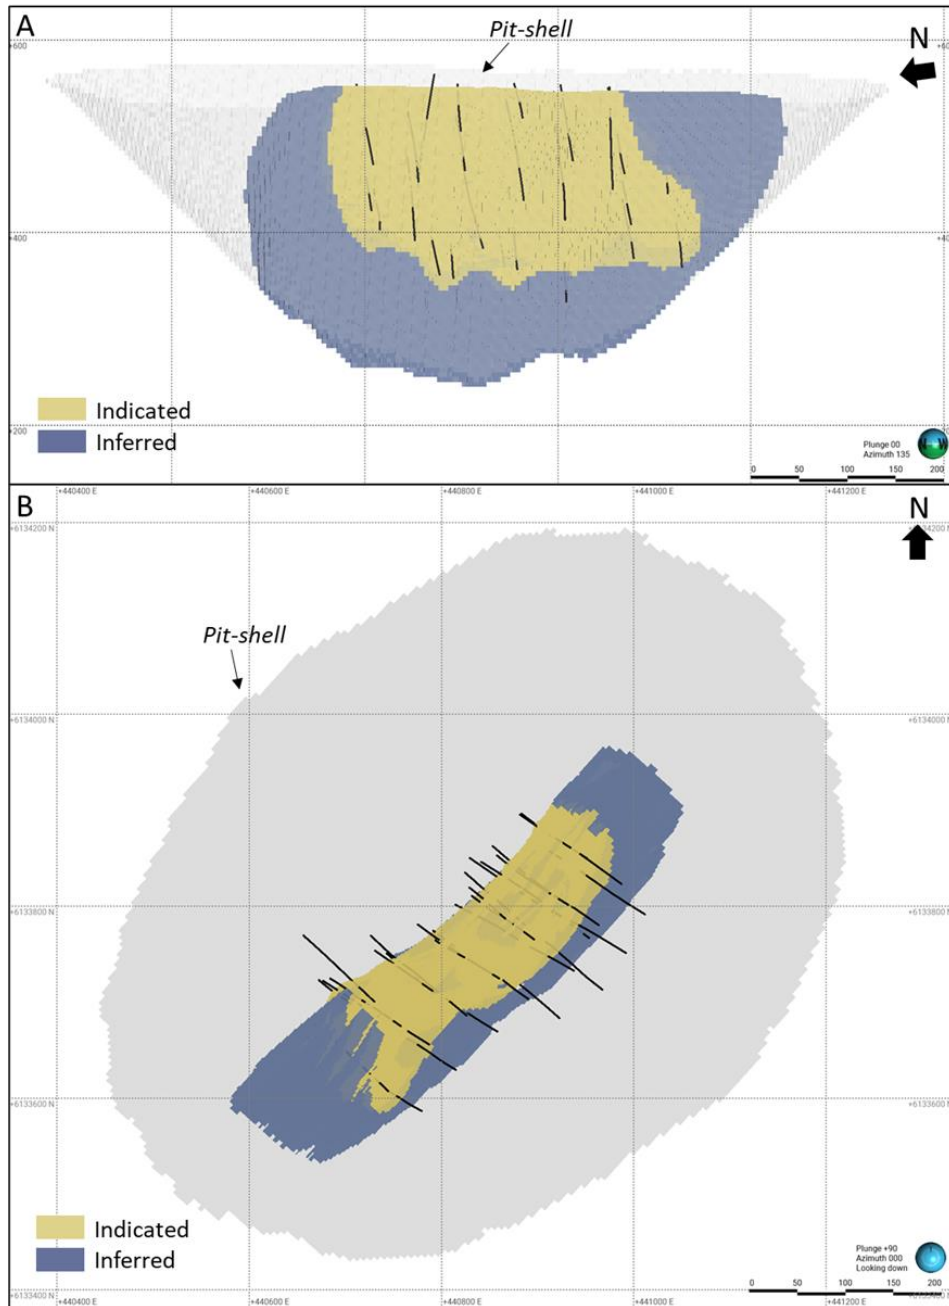 A
Pit-shell
N
+600
+400
+200
Indicated
Inferred
Plunge 00
Azimuth 135
0 50 100 150 200
B
+440400 E +440600 E +440800 E +441000 E +441200 E
N
+6134200 N
Pit-shell
+6134000 N
+6133800 N
+6133600 N
Indicated
Inferred
Plunge +90
Azimuth 000
Looking down
0 50 100 150 200
+6133400 N
+440400 E +440600 E +440800 E +441000 E +441200 E